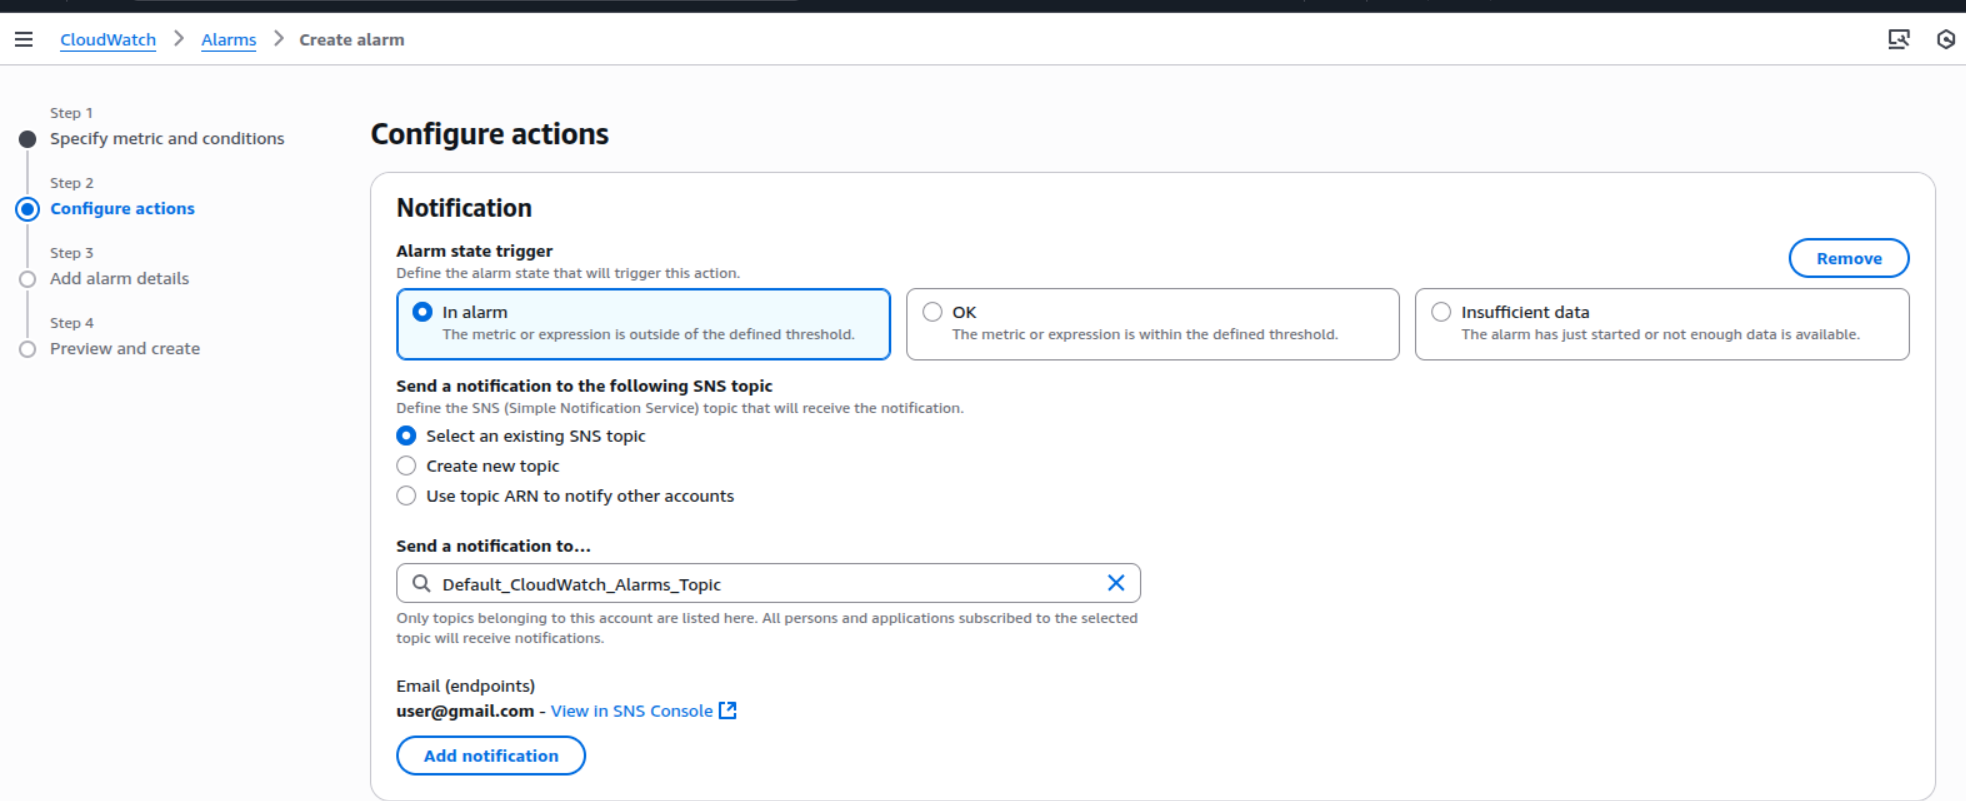 CloudWatch > Alarms > Create alarm
Step 1
Specify metric and conditions
Step 2
Configure actions
Step 3
Add alarm details
Step 4
Preview and create
Configure actions
Notification
Alarm state trigger
Define the alarm state that will trigger this action.
Remove
In alarm
The metric or expression is outside of the defined threshold.
OK
The metric or expression is within the defined threshold.
Insufficient data
The alarm has just started or not enough data is available.
Send a notification to the following SNS topic
Define the SNS (Simple Notification Service) topic that will receive the notification.
Select an existing SNS topic
Create new topic
Use topic ARN to notify other accounts
Send a notification to...
Default_CloudWatch_Alarms_Topic
Only topics belonging to this account are listed here. All persons and applications subscribed to the selected
topic will receive notifications.
Email (endpoints)
user@gmail.com - View in SNS Console
Add notification